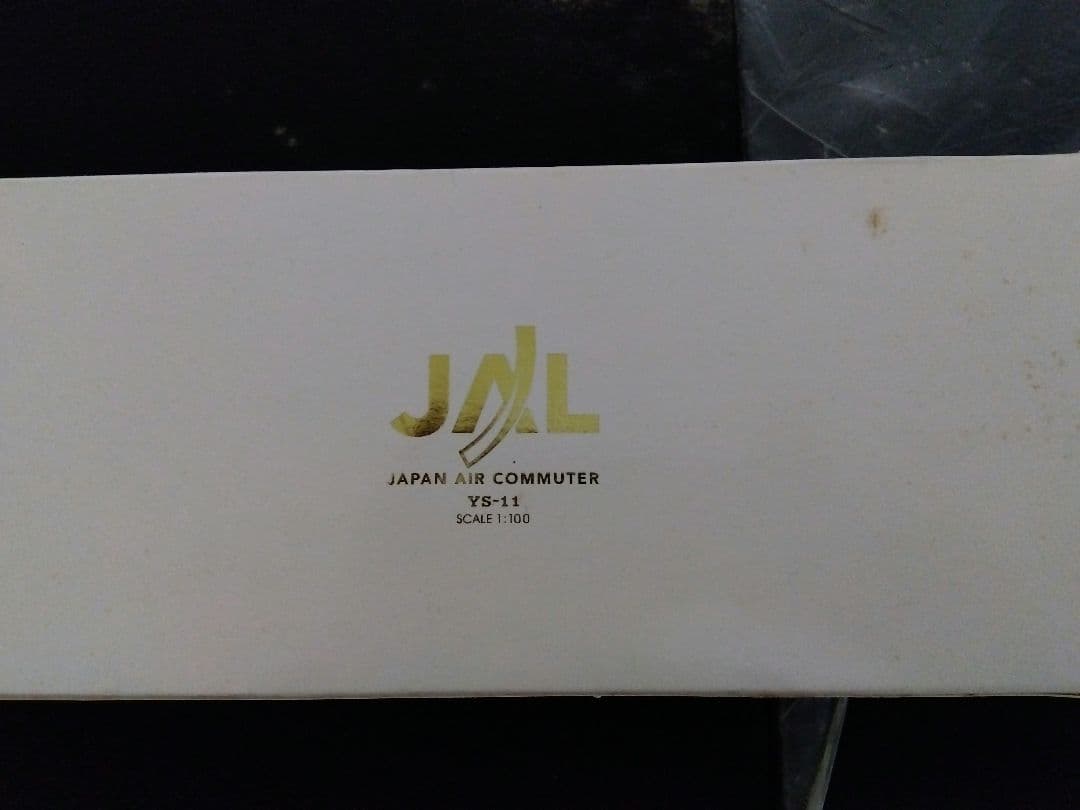 JAL
JAPAN AIR COMMUTER
YS-11
SCALE 1:100